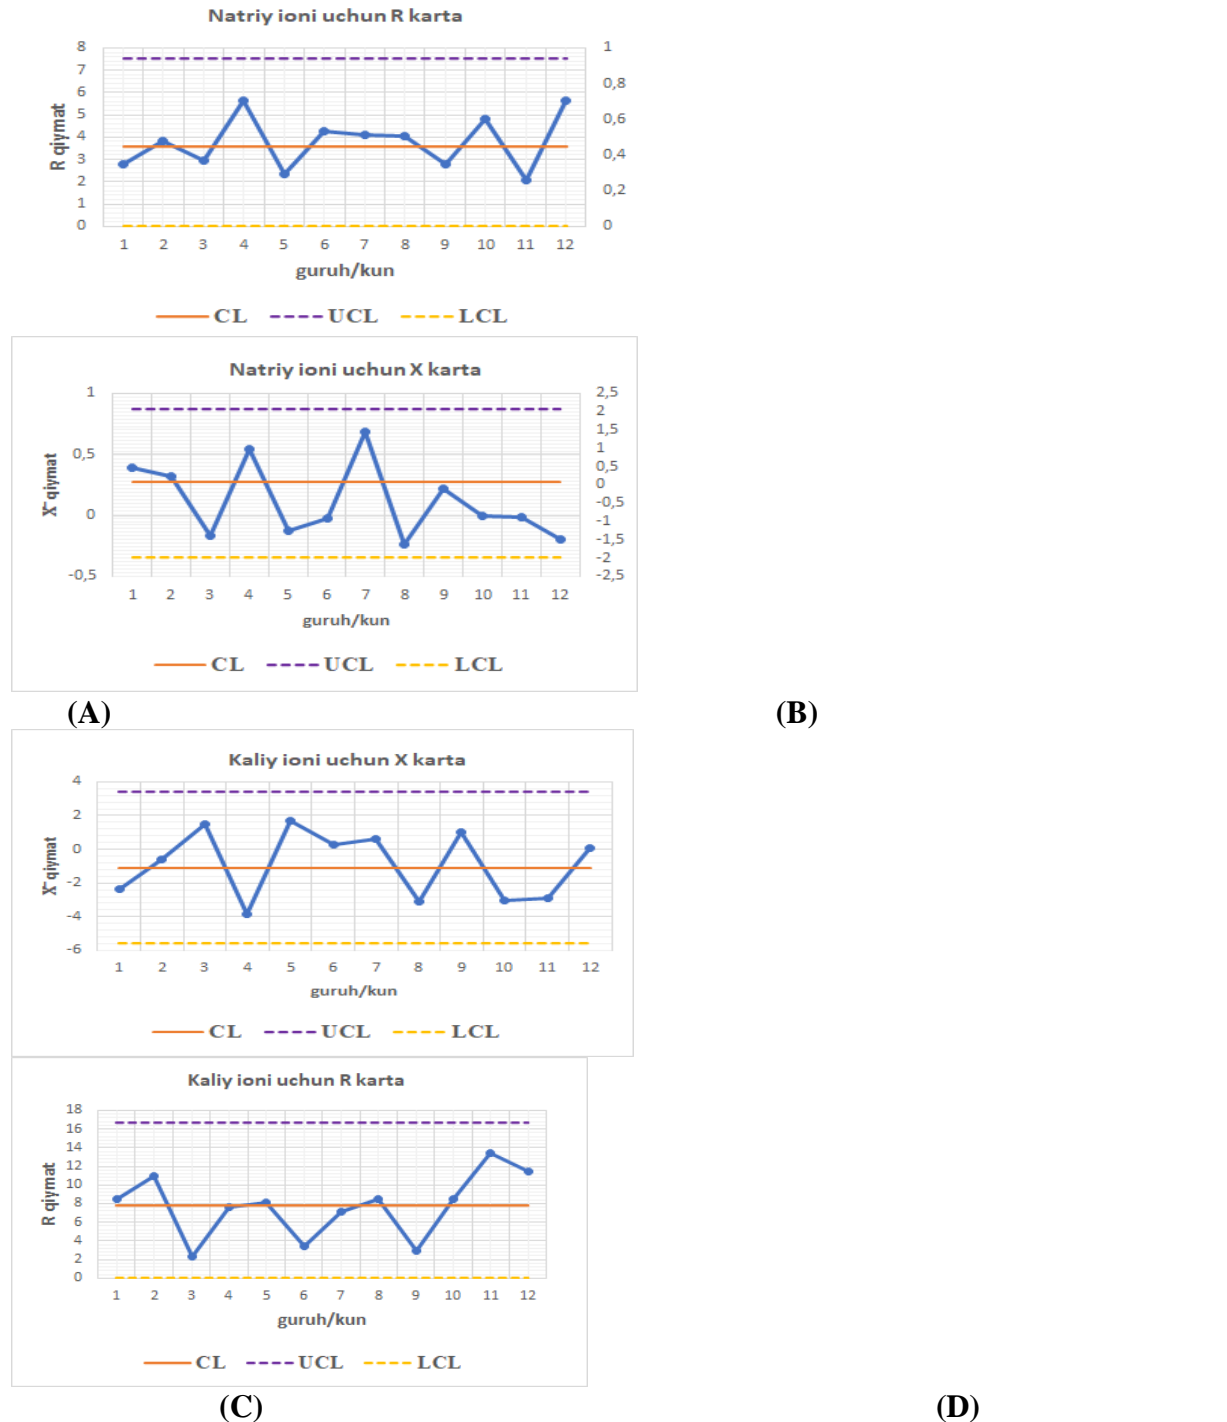 Natriy ioni uchun R karta
8 7 6 5 4 3 2 1 0
R qiymat
1 0,8 0,6 0,4 0,2 0
1 2 3 4 5 6 7 8 9 10 11 12
guruh/kun
CL UCL LCL
Natriy ioni uchun X karta
1 0,5 0 -0,5
X̄ qiymat
2,5 2 1,5 1 0,5 0 -0,5 -1 -1,5 -2 -2,5
1 2 3 4 5 6 7 8 9 10 11 12
guruh/kun
CL UCL LCL
(A) (B)
Kaliy ioni uchun X karta
4 2 0 -2 -4 -6
X̄ qiymat
1 2 3 4 5 6 7 8 9 10 11 12
guruh/kun
CL UCL LCL
Kaliy ioni uchun R karta
18 16 14 12 10 8 6 4 2 0
R qiymat
1 2 3 4 5 6 7 8 9 10 11 12
guruh/kun
CL UCL LCL
(C) (D)